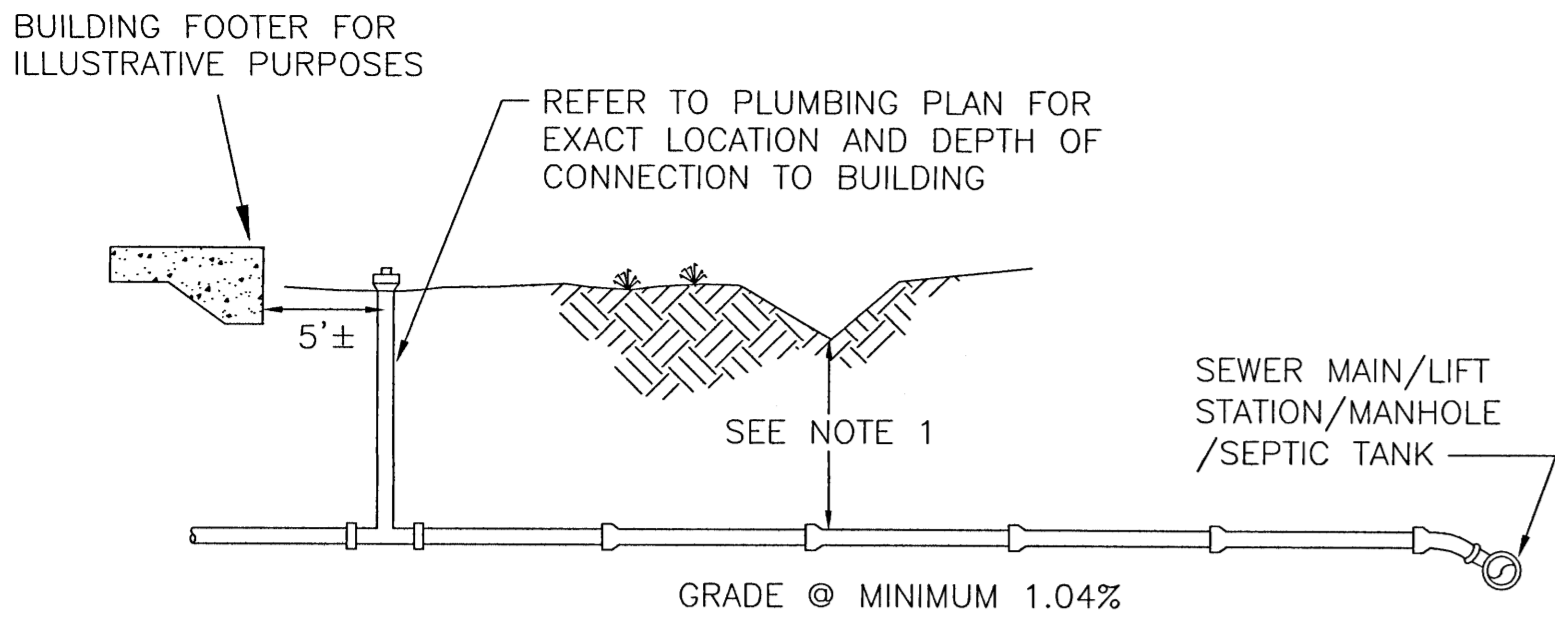 BUILDING FOOTER FOR
ILLUSTRATIVE PURPOSES
REFER TO PLUMBING PLAN FOR
EXACT LOCATION AND DEPTH OF
CONNECTION TO BUILDING
5'±
SEE NOTE 1
SEWER MAIN/LIFT
STATION/MANHOLE
/SEPTIC TANK
GRADE @ MINIMUM 1.04%